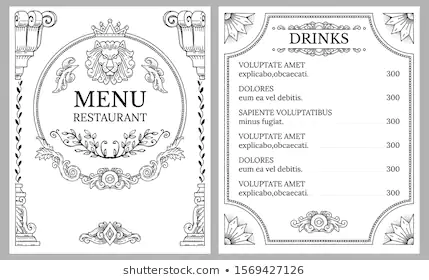 MENU
RESTAURANT
DRINKS
VOLUPTATE AMET
explicabo,obcaecati. 300
DOLORES
eum ea vel debitis. 300
SAPIENTE VOLUPTATIBUS
minus fugiat. 300
VOLUPTATE AMET
explicabo,obcaecati. 300
DOLORES
eum ea vel debitis. 300
VOLUPTATE AMET
explicabo,obcaecati. 300
shutterstock.com • 1569427126